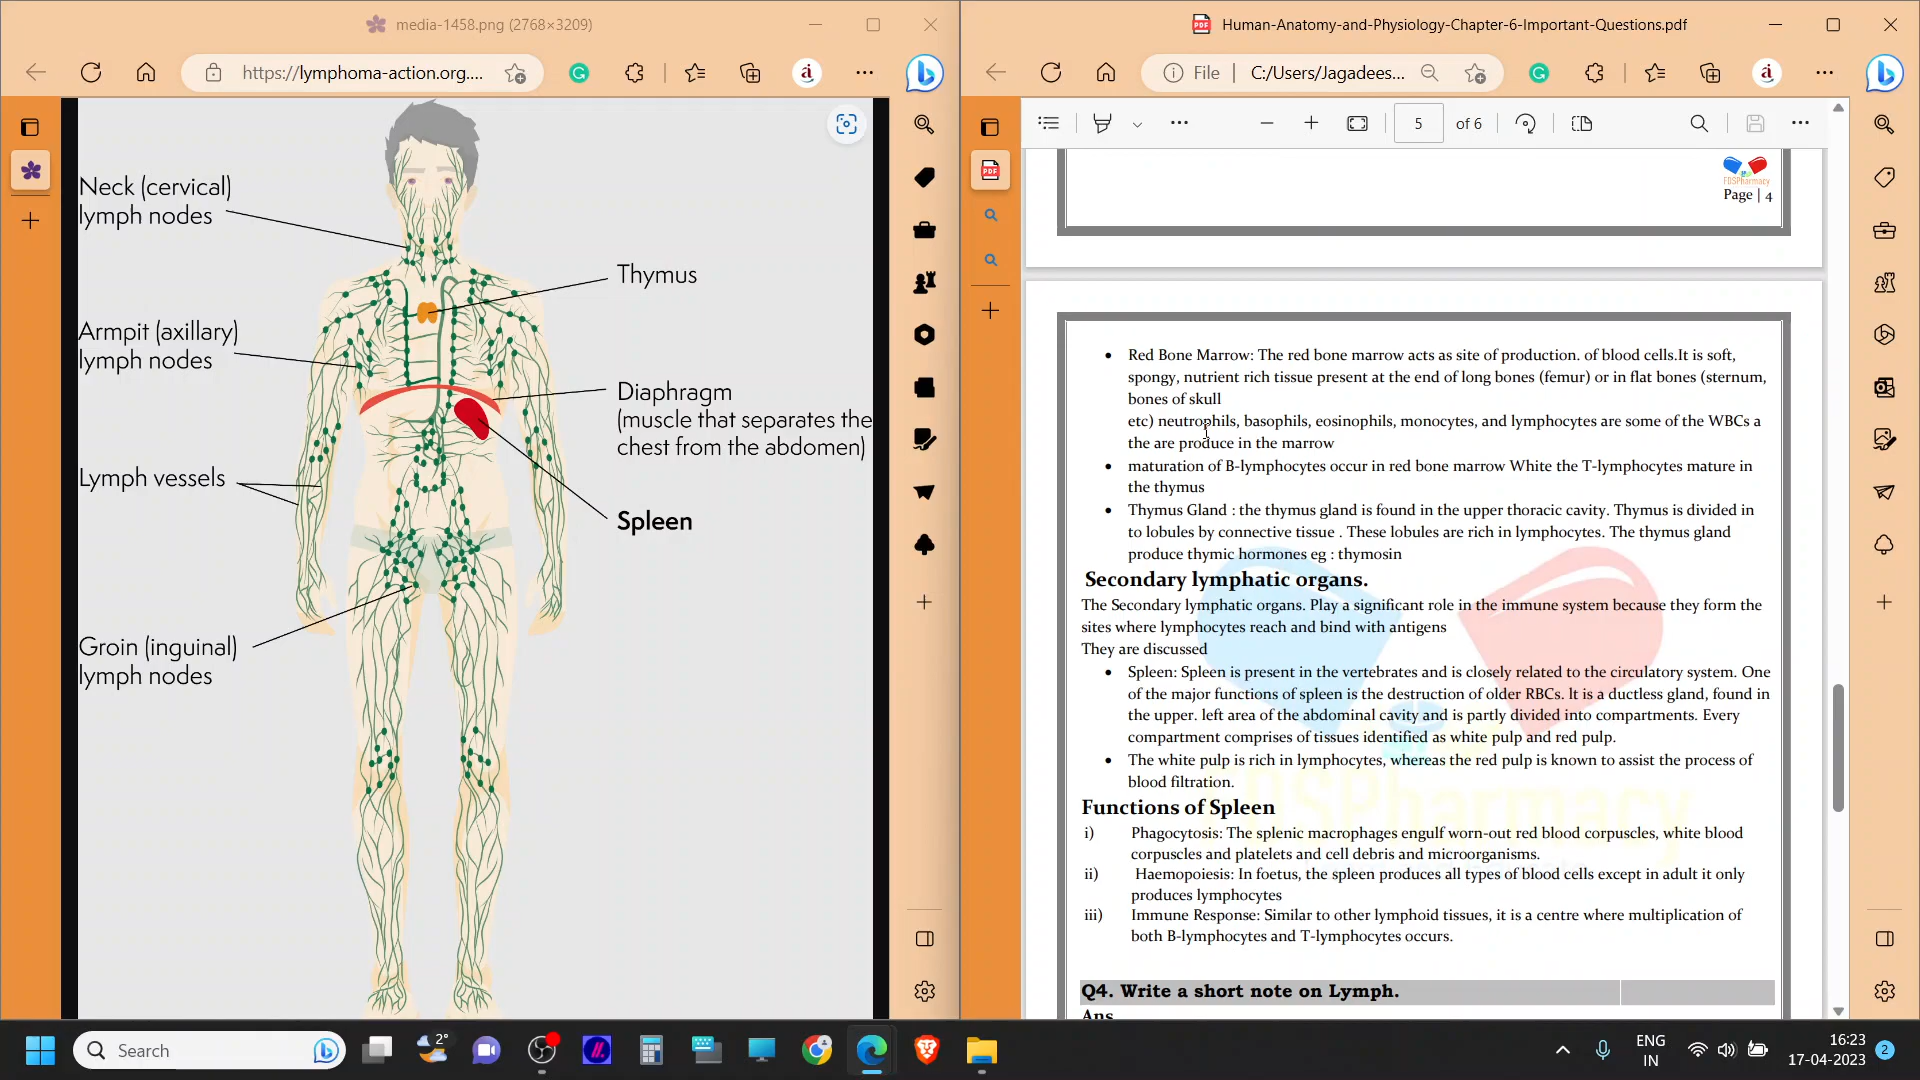 media-1458.png (2768×3209)
https://lymphoma-action.org....
Neck (cervical)
lymph nodes
Thymus
Armpit (axillary)
lymph nodes
Diaphragm
(muscle that separates the
chest from the abdomen)
Lymph vessels
Spleen
Groin (inguinal)
lymph nodes
Human-Anatomy-and-Physiology-Chapter-6-Important-Questions.pdf
File C:/Users/Jagadees...
5 of 6
FDSPharmacy
Page | 4
• Red Bone Marrow: The red bone marrow acts as site of production. of blood cells.It is soft,
spongy, nutrient rich tissue present at the end of long bones (femur) or in flat bones (sternum,
bones of skull
etc) neutrophils, basophils, eosinophils, monocytes, and lymphocytes are some of the WBCs a
the are produce in the marrow
• maturation of B-lymphocytes occur in red bone marrow White the T-lymphocytes mature in
the thymus
• Thymus Gland : the thymus gland is found in the upper thoracic cavity. Thymus is divided in
to lobules by connective tissue . These lobules are rich in lymphocytes. The thymus gland
produce thymic hormones eg : thymosin
Secondary lymphatic organs.
The Secondary lymphatic organs. Play a significant role in the immune system because they form the
sites where lymphocytes reach and bind with antigens
They are discussed
• Spleen: Spleen is present in the vertebrates and is closely related to the circulatory system. One
of the major functions of spleen is the destruction of older RBCs. It is a ductless gland, found in
the upper. left area of the abdominal cavity and is partly divided into compartments. Every
compartment comprises of tissues identified as white pulp and red pulp.
• The white pulp is rich in lymphocytes, whereas the red pulp is known to assist the process of
blood filtration.
FDSPharmacy
Functions of Spleen
i) Phagocytosis: The splenic macrophages engulf worn-out red blood corpuscles, white blood
corpuscles and platelets and cell debris and microorganisms.
ii) Haemopoiesis: In foetus, the spleen produces all types of blood cells except in adult it only
produces lymphocytes
iii) Immune Response: Similar to other lymphoid tissues, it is a centre where multiplication of
both B-lymphocytes and T-lymphocytes occurs.
Q4. Write a short note on Lymph.
Ans
Search
2°
ENG
IN
16:23
17-04-2023
2